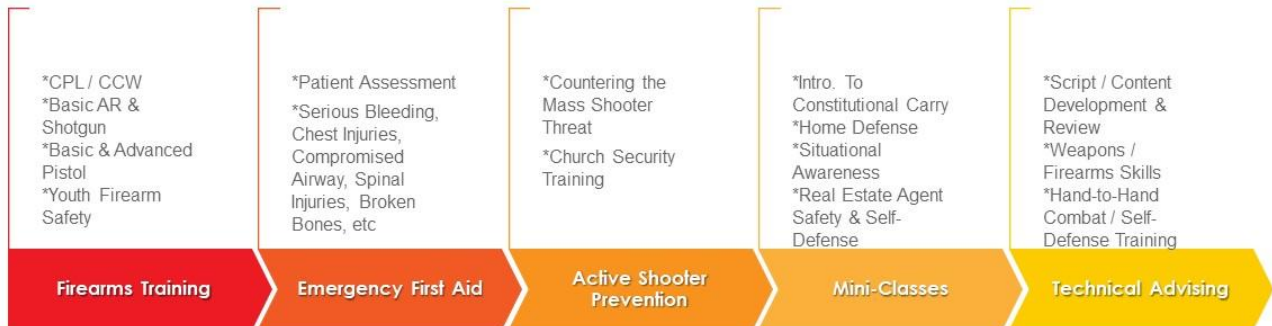 *CPL / CCW
*Basic AR &
Shotgun
*Basic & Advanced
Pistol
*Youth Firearm
Safety
Firearms Training
*Patient Assessment
*Serious Bleeding,
Chest Injuries,
Compromised
Airway, Spinal
Injuries, Broken
Bones, etc
Emergency First Aid
*Countering the
Mass Shooter
Threat
*Church Security
Training
Active Shooter
Prevention
*Intro. To
Constitutional Carry
*Home Defense
*Situational
Awareness
*Real Estate Agent
Safety & Self-
Defense
Mini-Classes
*Script / Content
Development &
Review
*Weapons /
Firearms Skills
*Hand-to-Hand
Combat / Self-
Defense Training
Technical Advising